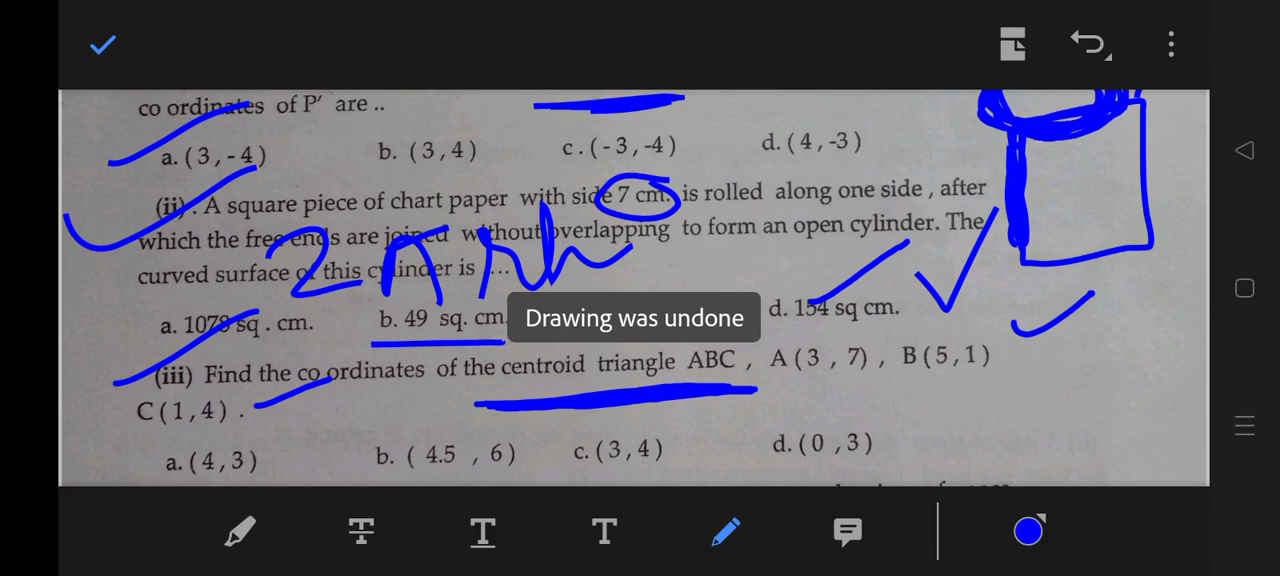 co ordinates of P' are ..
a. (3,-4) b. (3,4) c. (-3,-4) d. (4,-3)
(ii). A square piece of chart paper with side 7 cm. is rolled along one side, after
which the free ends are joined without overlapping to form an open cylinder. The
curved surface of this cylinder is ....
2πrh
a. 1078 sq. cm. b. 49 sq. cm d. 154 sq cm.
Drawing was undone
(iii) Find the co ordinates of the centroid triangle ABC, A(3, 7), B(5,1)
C(1,4).
a. (4,3) b. ( 4.5 , 6) c. (3,4) d. (0,3)
T T T